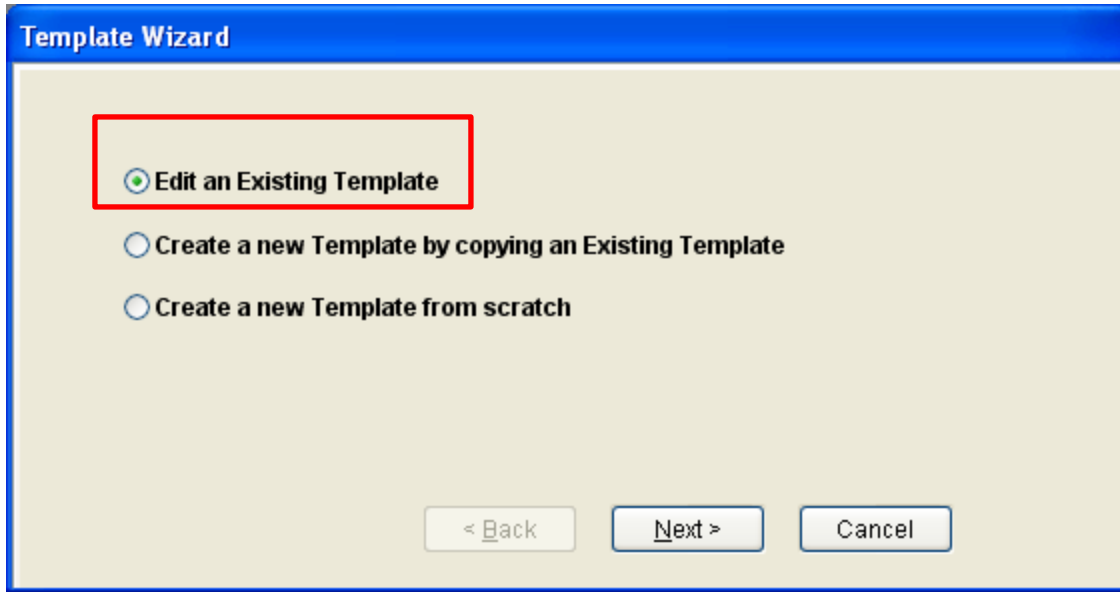 Template Wizard
Edit an Existing Template
Create a new Template by copying an Existing Template
Create a new Template from scratch
< Back Next > Cancel